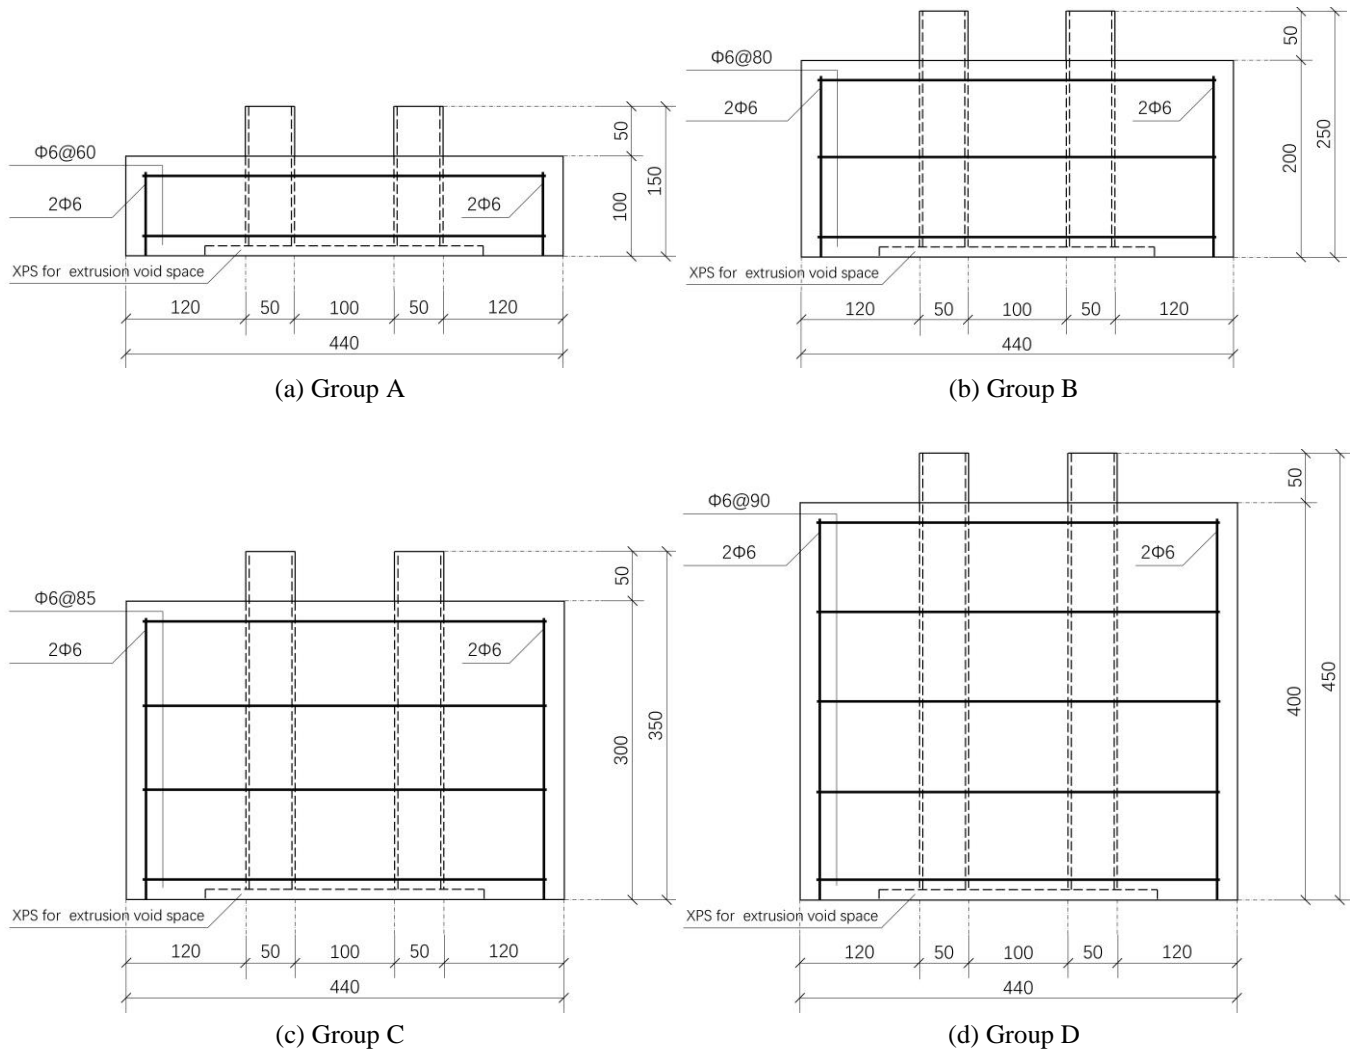 Φ6@60
2Φ6
2Φ6
XPS for extrusion void space
50
100
150
120
50
100
50
120
440
(a) Group A
Φ6@80
2Φ6
2Φ6
XPS for extrusion void space
50
200
250
120
50
100
50
120
440
(b) Group B
Φ6@85
2Φ6
2Φ6
XPS for extrusion void space
50
300
350
120
50
100
50
120
440
(c) Group C
Φ6@90
2Φ6
2Φ6
XPS for extrusion void space
50
400
450
120
50
100
50
120
440
(d) Group D